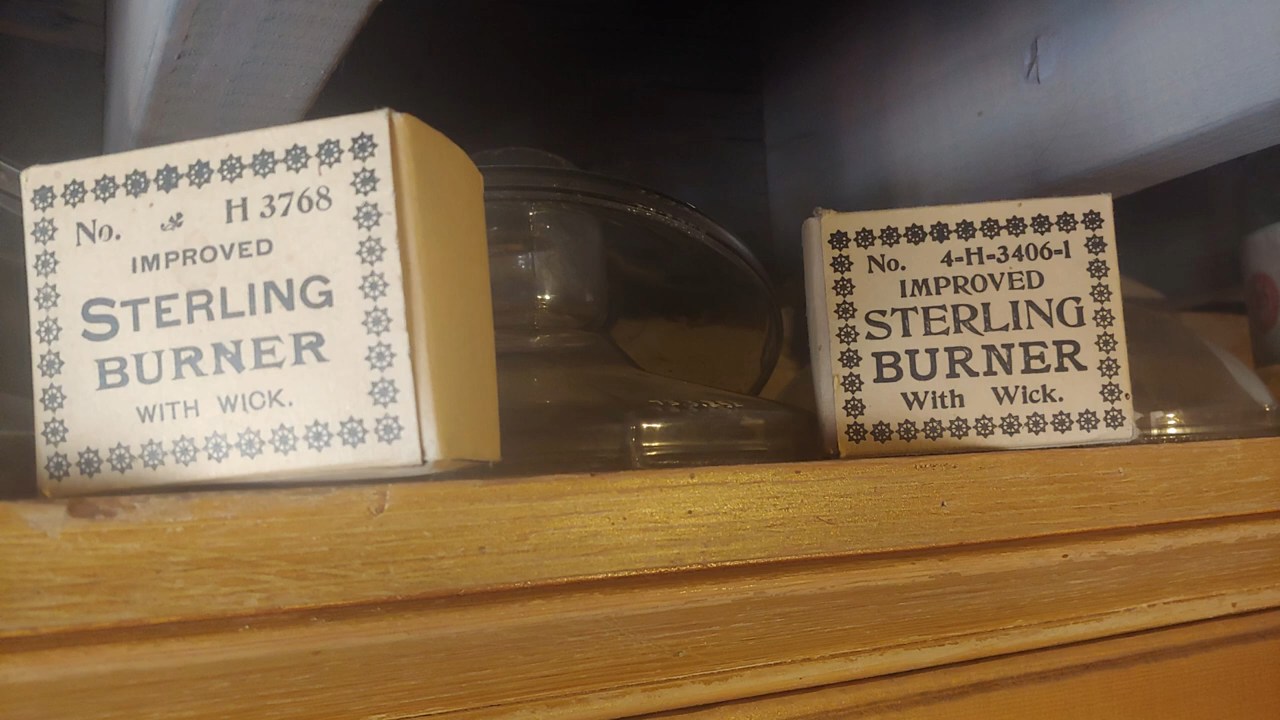 No. H 3768
IMPROVED
STERLING
BURNER
WITH WICK.
No. 4-H-3406-1
IMPROVED
STERLING
BURNER
With Wick.